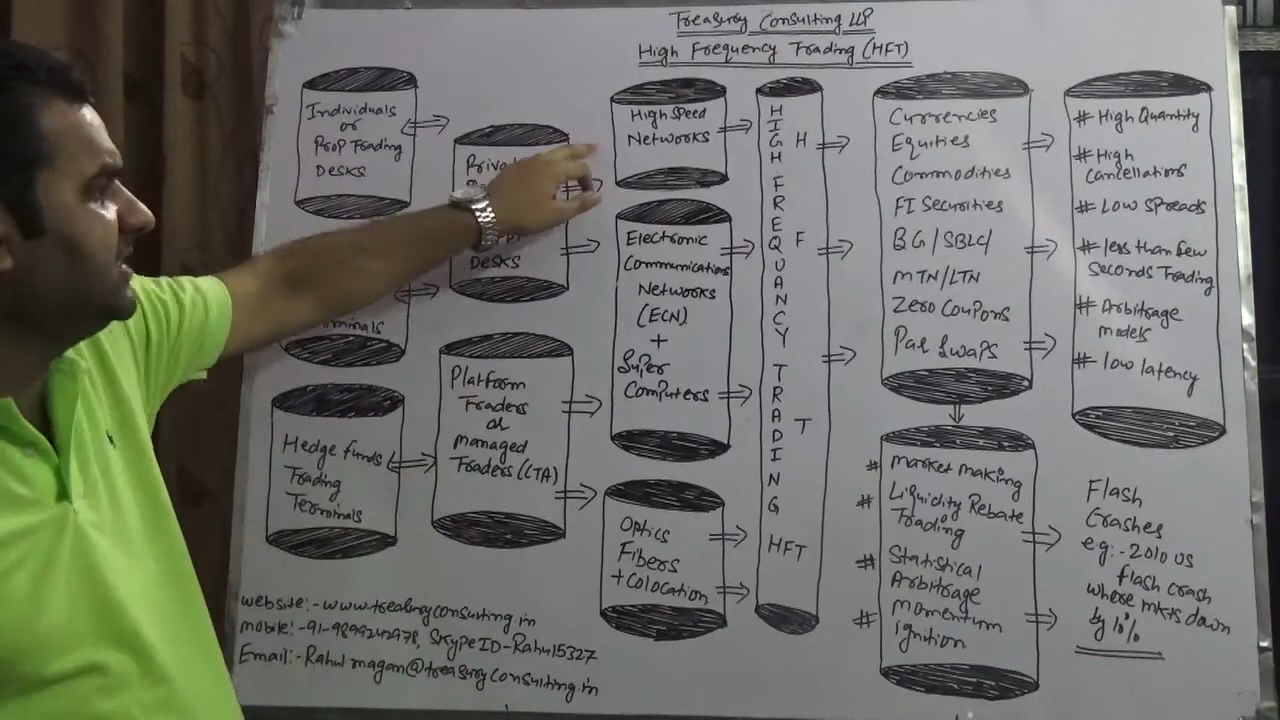 Treasury Consulting LLP
High Frequency Trading (HFT)
Individuals
or
Prop Trading
Desks
Desks
Hedge funds
Trading
Terminals
Platform
Traders
or
Managed
Traders (CTA)
High Speed
Networks
Electronic
Communications
Networks
(ECN)
+
Super
Computers
Optics
Fibers
+Colocation
HIGH FREQUANCY TRADING
HFT
H
F
T
Currencies
Equities
Commodities
FI Securities
BG/SBLC/
MTN/LTN
Zero Coupons
Par Swaps
# High Quantity
# High
Cancellations
# Low Spreads
# less than few
Seconds Trading
# Arbitrage
models
# low latency
# Market Making
# Liquidity Rebate
Trading
# Statistical
Arbitrage
# Momentum
ignition
Flash
Crashes
eg:-2010 US
flash crash
whose mkts down
by 10%
website:-www.treasuryconsulting.in
mobile:-91-9899242978, Skype ID-Rahul5327
Email:-Rahul.magan@treasuryconsulting.in